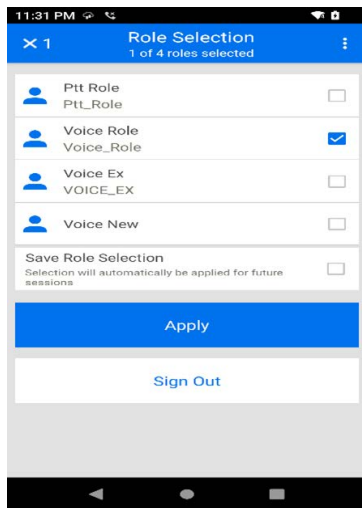 11:31 PM
× 1
Role Selection
1 of 4 roles selected
Ptt Role
Ptt_Role
Voice Role
Voice_Role
Voice Ex
VOICE_EX
Voice New
Save Role Selection
Selection will automatically be applied for future
sessions
Apply
Sign Out